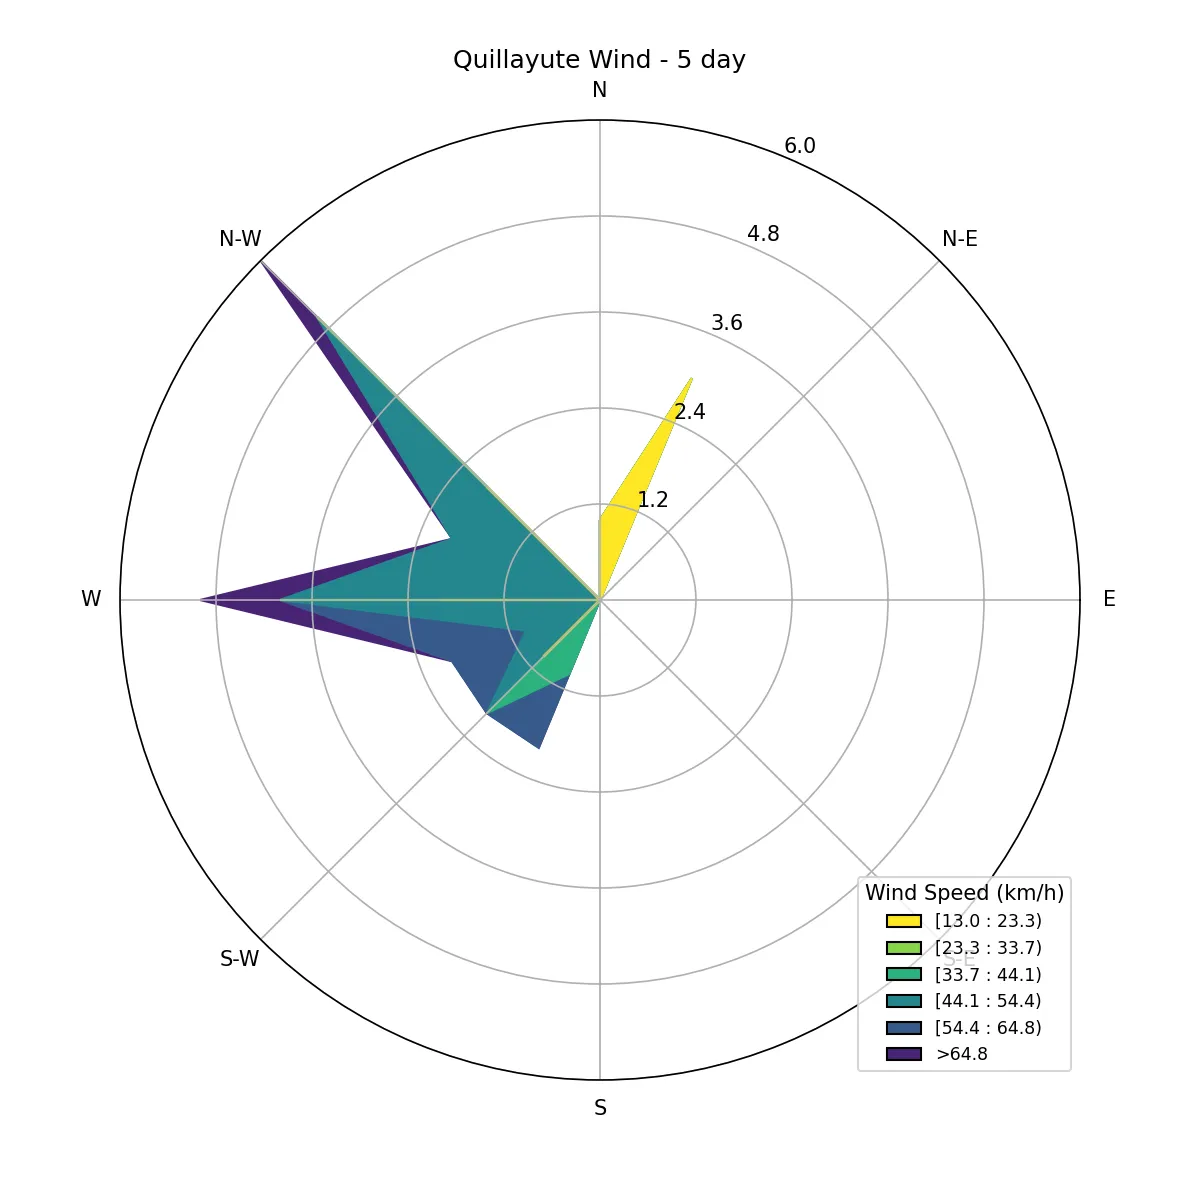 Quillayute Wind - 5 day
N
6.0
4.8
N-W
N-E
3.6
2.4
1.2
W
E
Wind Speed (km/h)
[13.0 : 23.3)
[23.3 : 33.7)
S-W
S-E
[33.7 : 44.1)
[44.1 : 54.4)
[54.4 : 64.8)
>64.8
S